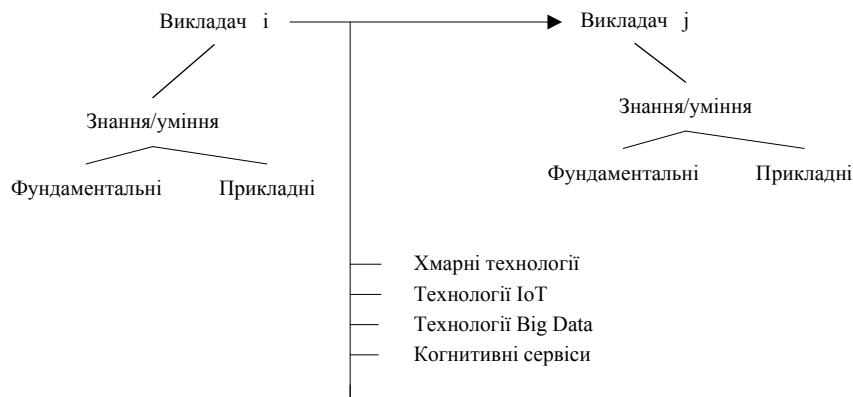 Викладач i
Викладач j
Знання/уміння
Знання/уміння
Фундаментальні Прикладні
Фундаментальні Прикладні
Хмарні технології
Технології IoT
Технології Big Data
Когнитивні сервіси